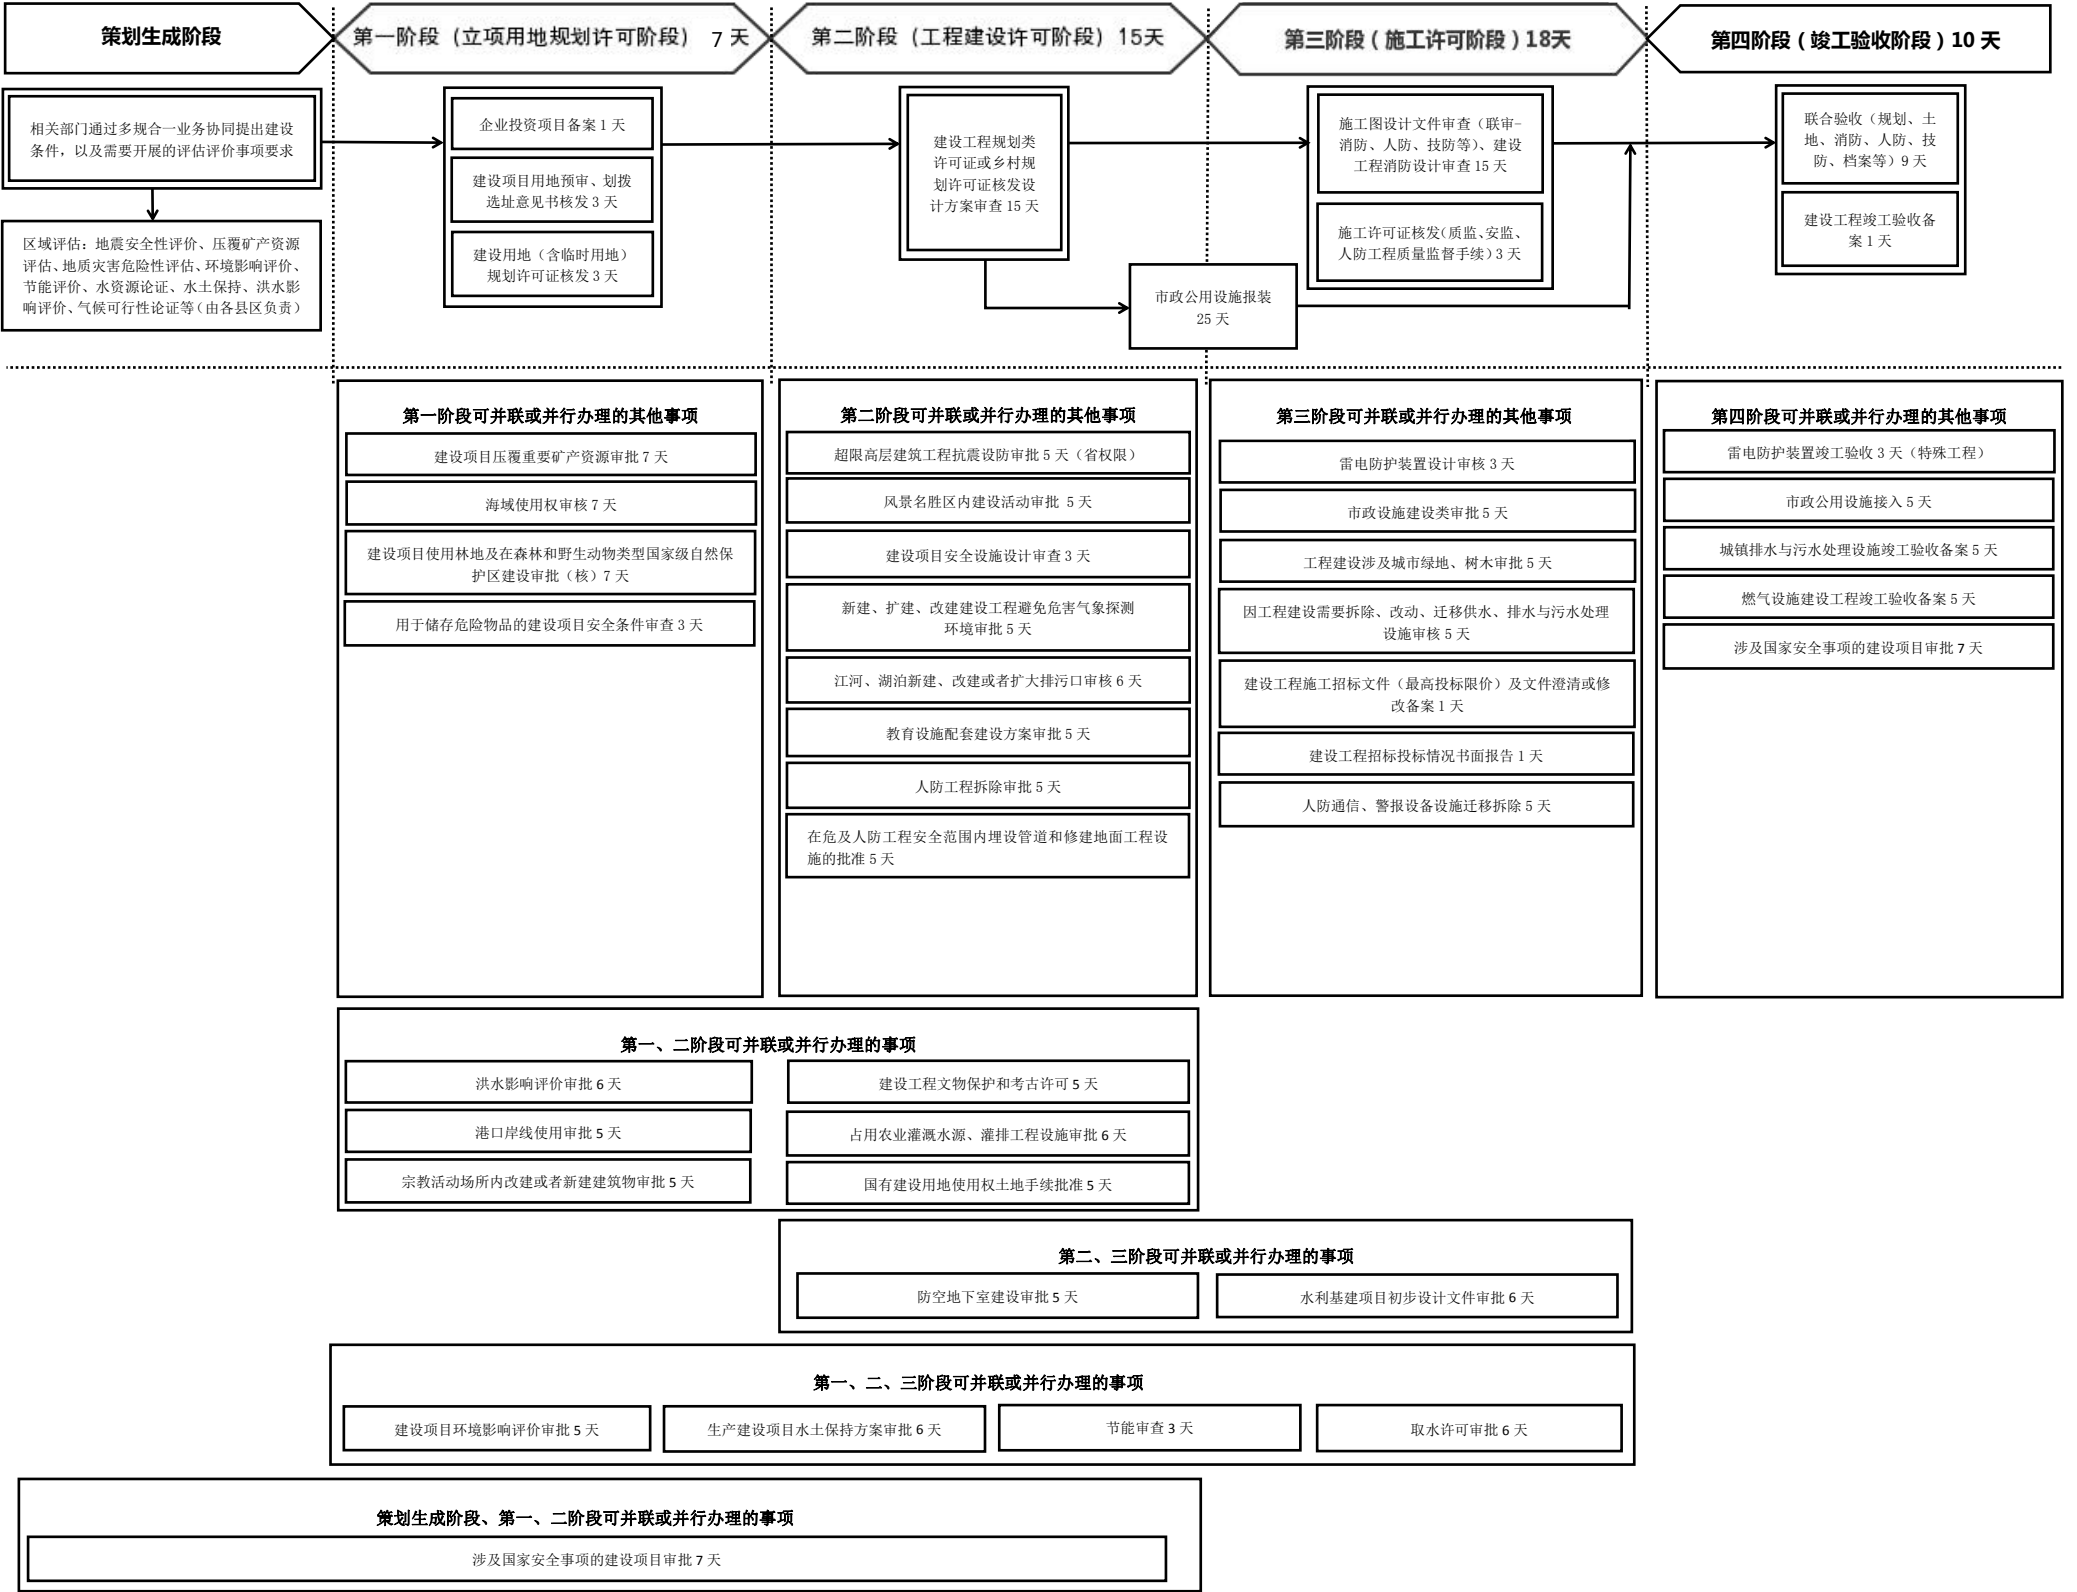 策划生成阶段
第一阶段（立项用地规划许可阶段） 7 天
第二阶段（工程建设许可阶段）15天
第三阶段（施工许可阶段）18天
第四阶段（竣工验收阶段）10 天
相关部门通过多规合一业务协同提出建设
条件，以及需要开展的评估评价事项要求
区域评估：地震安全性评价、压覆矿产资源
评估、地质灾害危险性评估、环境影响评价、
节能评价、水资源论证、水土保持、洪水影
响评价、气候可行性论证等（由各县区负责）
企业投资项目备案 1 天
建设项目用地预审、划拨
选址意见书核发 3 天
建设用地（含临时用地）
规划许可证核发 3 天
建设工程规划类
许可证或乡村规
划许可证核发设
计方案审查 15 天
市政公用设施报装
25 天
施工图设计文件审查（联审-
消防、人防、技防等）、建设
工程消防设计审查 15 天
施工许可证核发（质监、安监、
人防工程质量监督手续）3 天
联合验收（规划、土
地、消防、人防、技
防、档案等）9 天
建设工程竣工验收备
案 1 天
第一阶段可并联或并行办理的其他事项
建设项目压覆重要矿产资源审批 7 天
海域使用权审核 7 天
建设项目使用林地及在森林和野生动物类型国家级自然保
护区建设审批（核）7 天
用于储存危险物品的建设项目安全条件审查 3 天
第二阶段可并联或并行办理的其他事项
超限高层建筑工程抗震设防审批 5 天（省权限）
风景名胜区内建设活动审批 5 天
建设项目安全设施设计审查 3 天
新建、扩建、改建建设工程避免危害气象探测
环境审批 5 天
江河、湖泊新建、改建或者扩大排污口审核 6 天
教育设施配套建设方案审批 5 天
人防工程拆除审批 5 天
在危及人防工程安全范围内埋设管道和修建地面工程设
施的批准 5 天
第三阶段可并联或并行办理的其他事项
雷电防护装置设计审核 3 天
市政设施建设类审批 5 天
工程建设涉及城市绿地、树木审批 5 天
因工程建设需要拆除、改动、迁移供水、排水与污水处理
设施审核 5 天
建设工程施工招标文件（最高投标限价）及文件澄清或修
改备案 1 天
建设工程招标投标情况书面报告 1 天
人防通信、警报设备设施迁移拆除 5 天
第四阶段可并联或并行办理的其他事项
雷电防护装置竣工验收 3 天（特殊工程）
市政公用设施接入 5 天
城镇排水与污水处理设施竣工验收备案 5 天
燃气设施建设工程竣工验收备案 5 天
涉及国家安全事项的建设项目审批 7 天
第一、二阶段可并联或并行办理的事项
洪水影响评价审批 6 天
建设工程文物保护和考古许可 5 天
港口岸线使用审批 5 天
占用农业灌溉水源、灌排工程设施审批 6 天
宗教活动场所内改建或者新建建筑物审批 5 天
国有建设用地使用权土地手续批准 5 天
第二、三阶段可并联或并行办理的事项
防空地下室建设审批 5 天
水利基建项目初步设计文件审批 6 天
第一、二、三阶段可并联或并行办理的事项
建设项目环境影响评价审批 5 天
生产建设项目水土保持方案审批 6 天
节能审查 3 天
取水许可审批 6 天
策划生成阶段、第一、二阶段可并联或并行办理的事项
涉及国家安全事项的建设项目审批 7 天